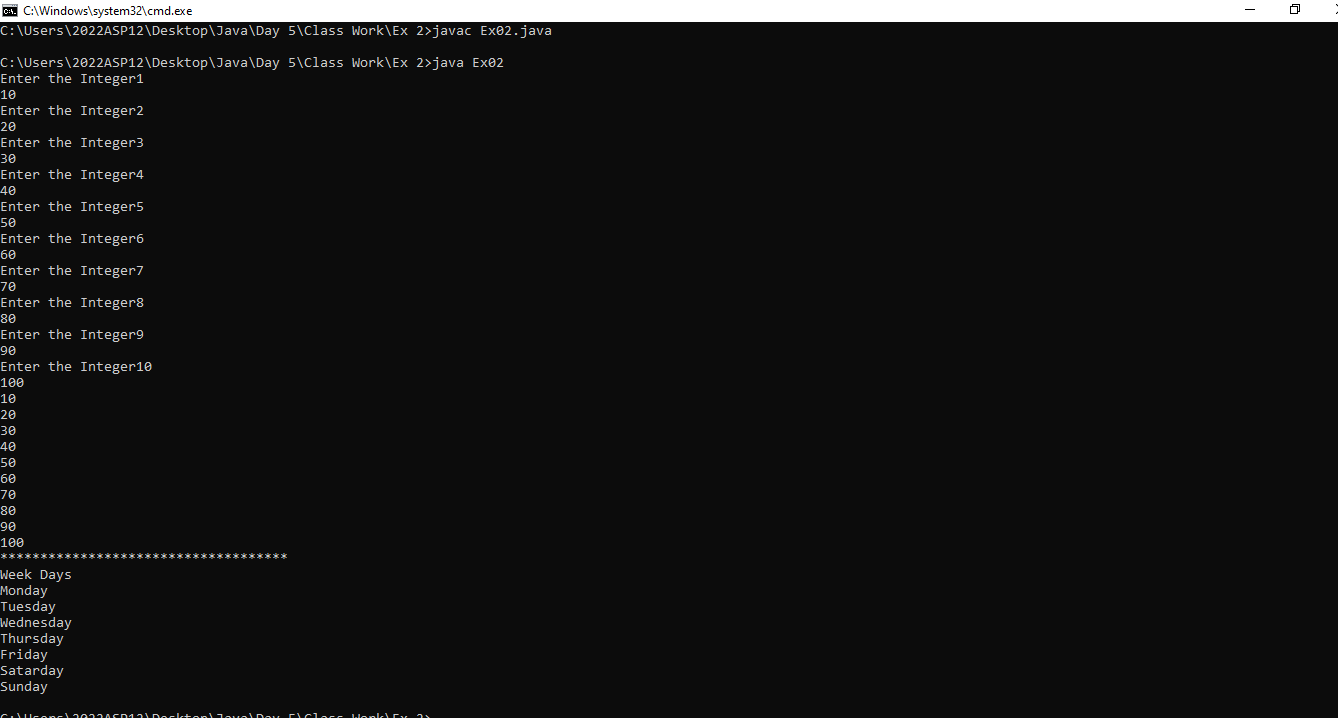 C:\Windows\system32\cmd.exe
C:\Users\2022ASP12\Desktop\Java\Day 5\Class Work\Ex 2>javac Ex02.java
C:\Users\2022ASP12\Desktop\Java\Day 5\Class Work\Ex 2>java Ex02
Enter the Integer1
10
Enter the Integer2
20
Enter the Integer3
30
Enter the Integer4
40
Enter the Integer5
50
Enter the Integer6
60
Enter the Integer7
70
Enter the Integer8
80
Enter the Integer9
90
Enter the Integer10
100
10
20
30
40
50
60
70
80
90
100
************************************
Week Days
Monday
Tuesday
Wednesday
Thursday
Friday
Satarday
Sunday
C:\Users\2022ASP12\Desktop\Java\Day 5\Class Work\Ex 2>